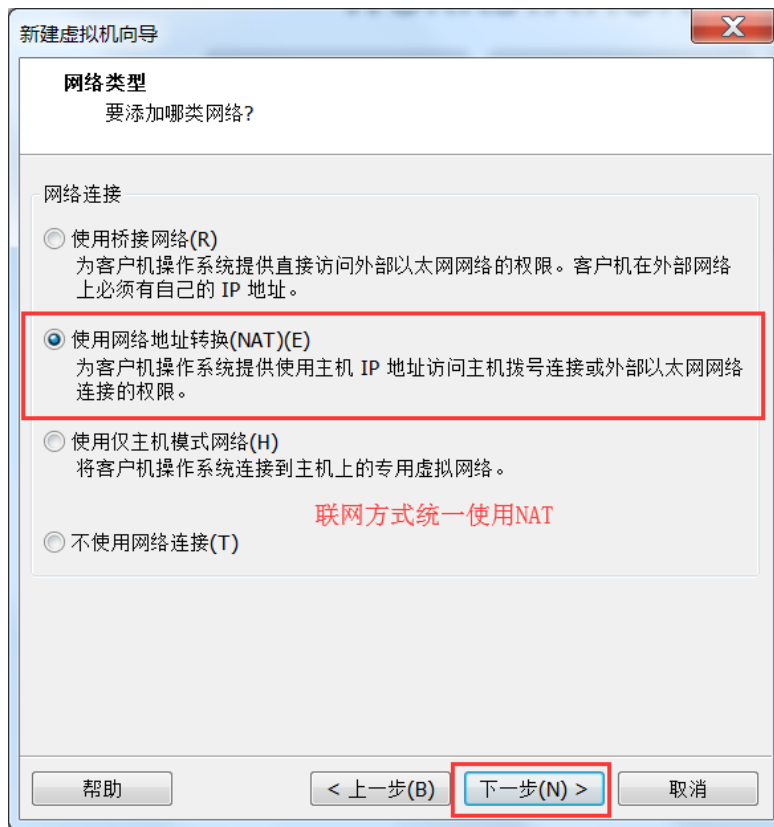 新建虚拟机向导
网络类型
要添加哪类网络?
网络连接
使用桥接网络(R)
为客户机操作系统提供直接访问外部以太网网络的权限。客户机在外部网络
上必须有自己的 IP 地址。
使用网络地址转换(NAT)(E)
为客户机操作系统提供使用主机 IP 地址访问主机拨号连接或外部以太网网络
连接的权限。
使用仅主机模式网络(H)
将客户机操作系统连接到主机上的专用虚拟网络。
联网方式统一使用NAT
不使用网络连接(T)
帮助
< 上一步(B)
下一步(N) >
取消